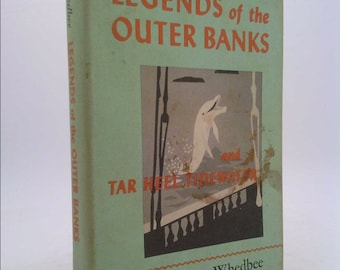 LEGENDS of the
OUTER BANKS
and
TAR HEEL TIDEWATER
Whedbee
LEGENDS of the OUTER BANKS